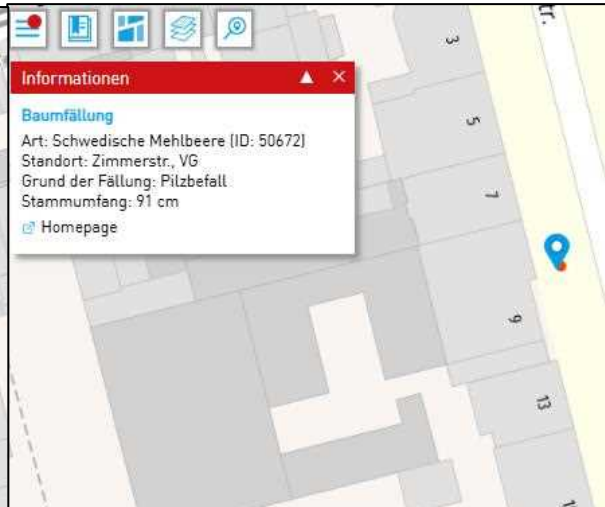 tr.
Informationen
Baumfällung
Art: Schwedische Mehlbeere (ID: 50672)
Standort: Zimmerstr., VG
Grund der Fällung: Pilzbefall
Stammumfang: 91 cm
Homepage
3
5
7
9
13